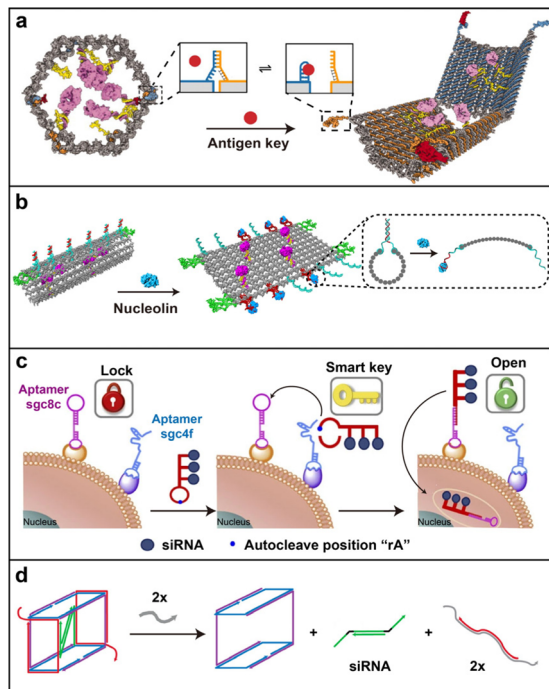 a
⇌
Antigen key
b
Nucleolin
c
Lock
Aptamer
sgc8c
Aptamer
sgc4f
Smart key
Open
Nucleus
Nucleus
Nucleus
siRNA
Autocleave position “rA”
d
2x
+
siRNA
+
2x